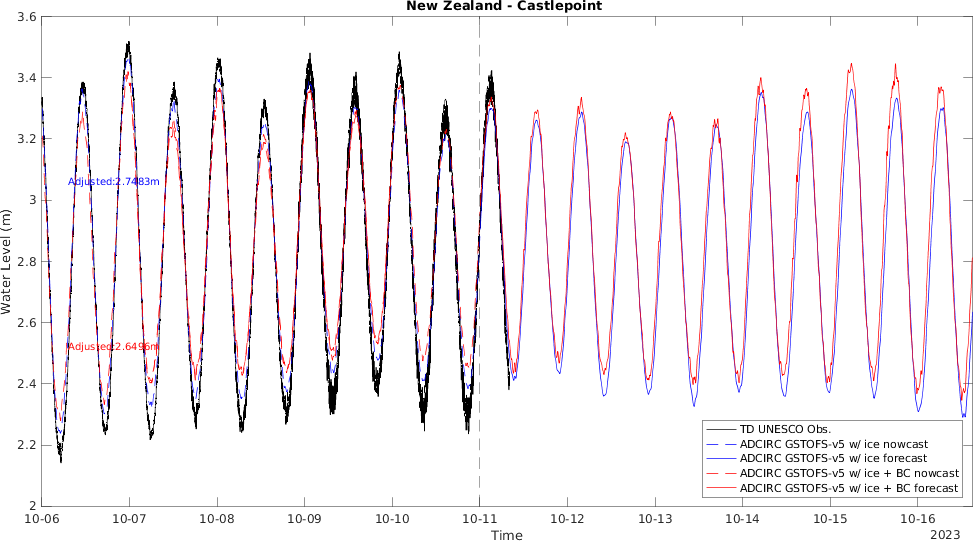 New Zealand - Castlepoint
3.6
3.4
3.2
3
2.8
2.6
2.4
2.2
2
Water Level (m)
Adjusted:2.7483m
Adjusted:2.6496m
TD UNESCO Obs.
ADCIRC GSTOFS-v5 w/ ice nowcast
ADCIRC GSTOFS-v5 w/ ice forecast
ADCIRC GSTOFS-v5 w/ ice + BC nowcast
ADCIRC GSTOFS-v5 w/ ice + BC forecast
10-06 10-07 10-08 10-09 10-10 10-11 10-12 10-13 10-14 10-15 10-16
Time
2023